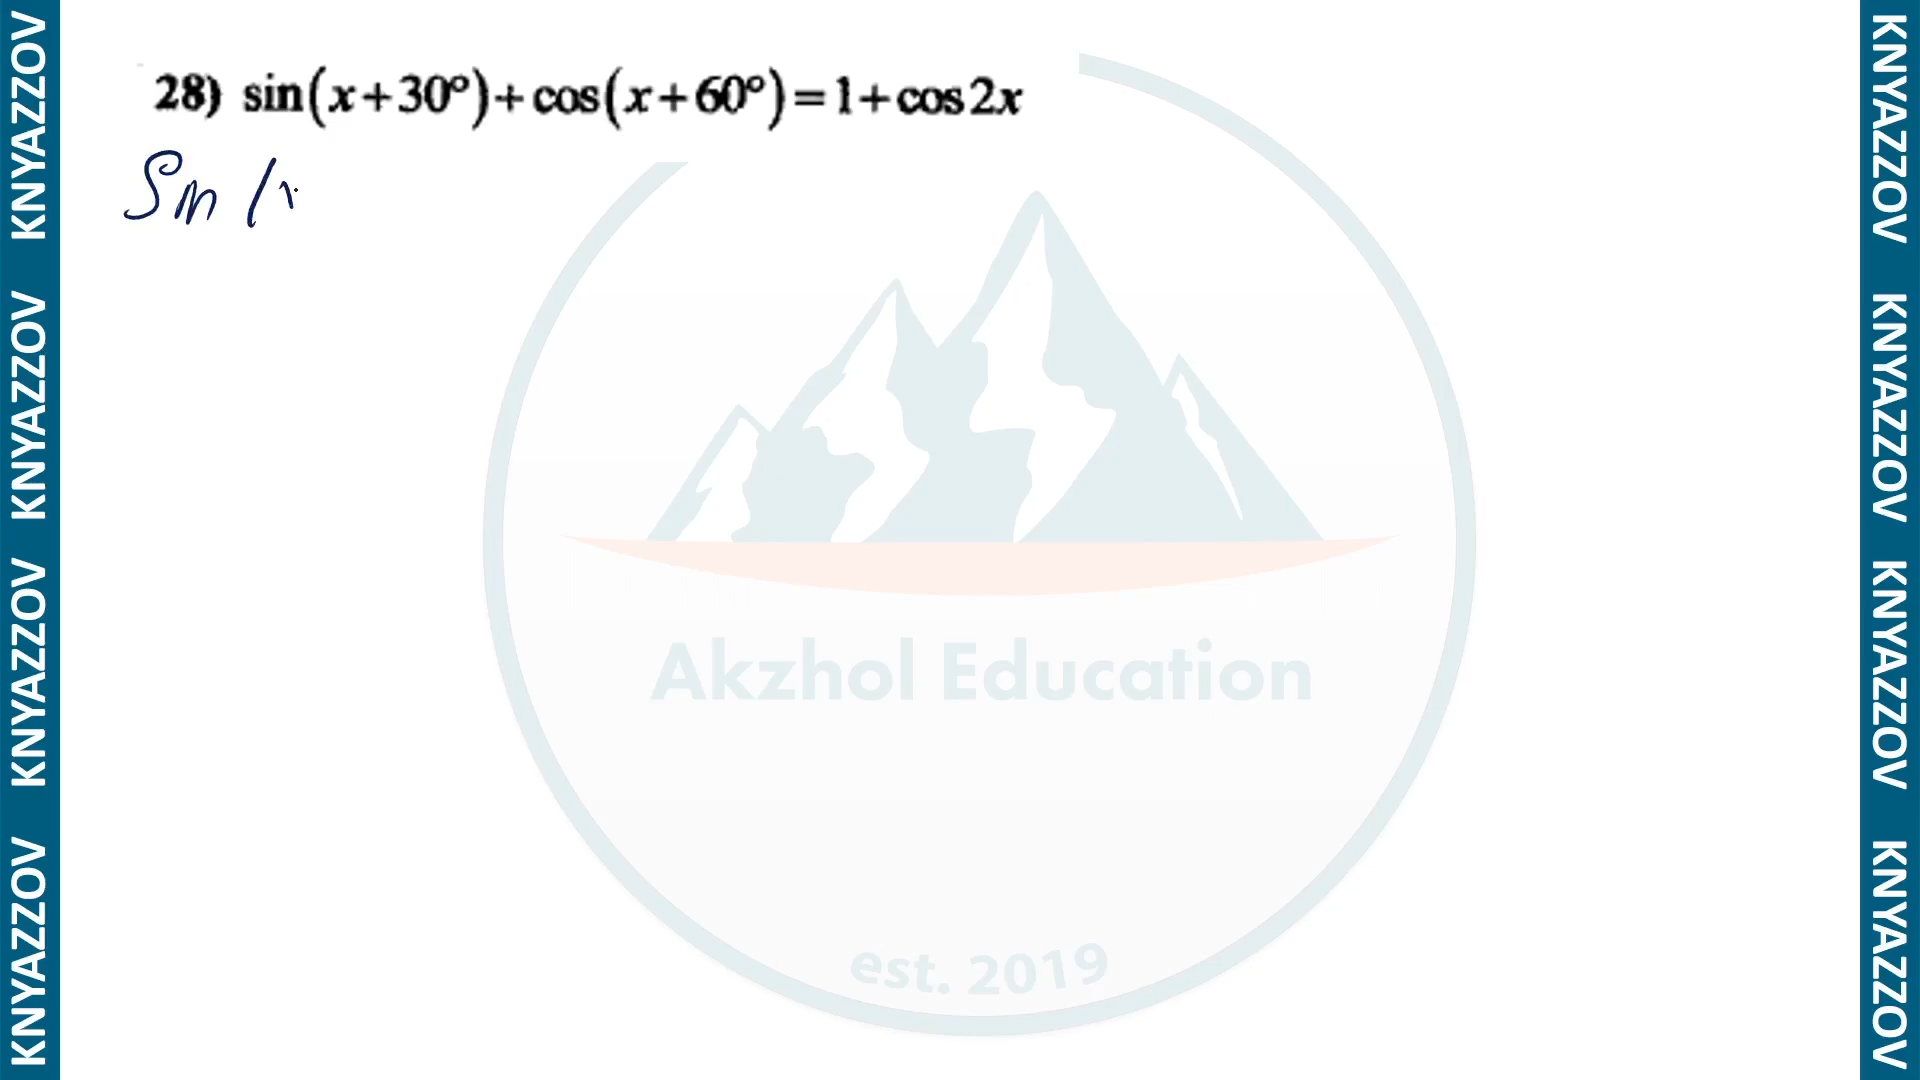 KNYAZZOV KNYAZZOV KNYAZZOV KNYAZZOV
28) sin(x+30°)+cos(x+60°)=1+cos2x
Sin (
Akzhol Education
est. 2019
KNYAZZOV KNYAZZOV KNYAZZOV KNYAZZOV